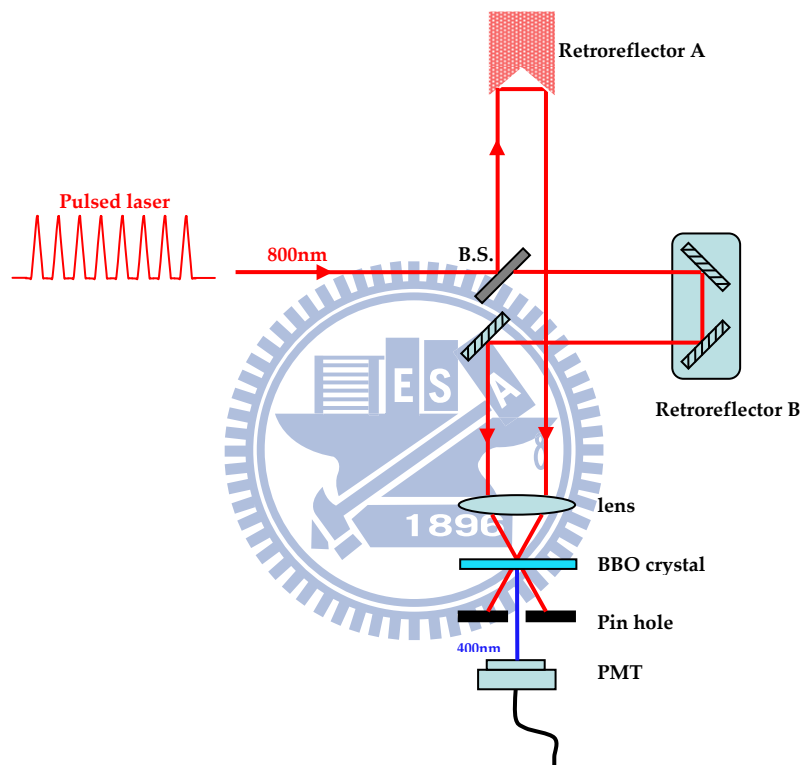 Retroreflector A
Pulsed laser
800nm
B.S.
E S A
Retroreflector B
lens
1896
BBO crystal
Pin hole
400nm
PMT